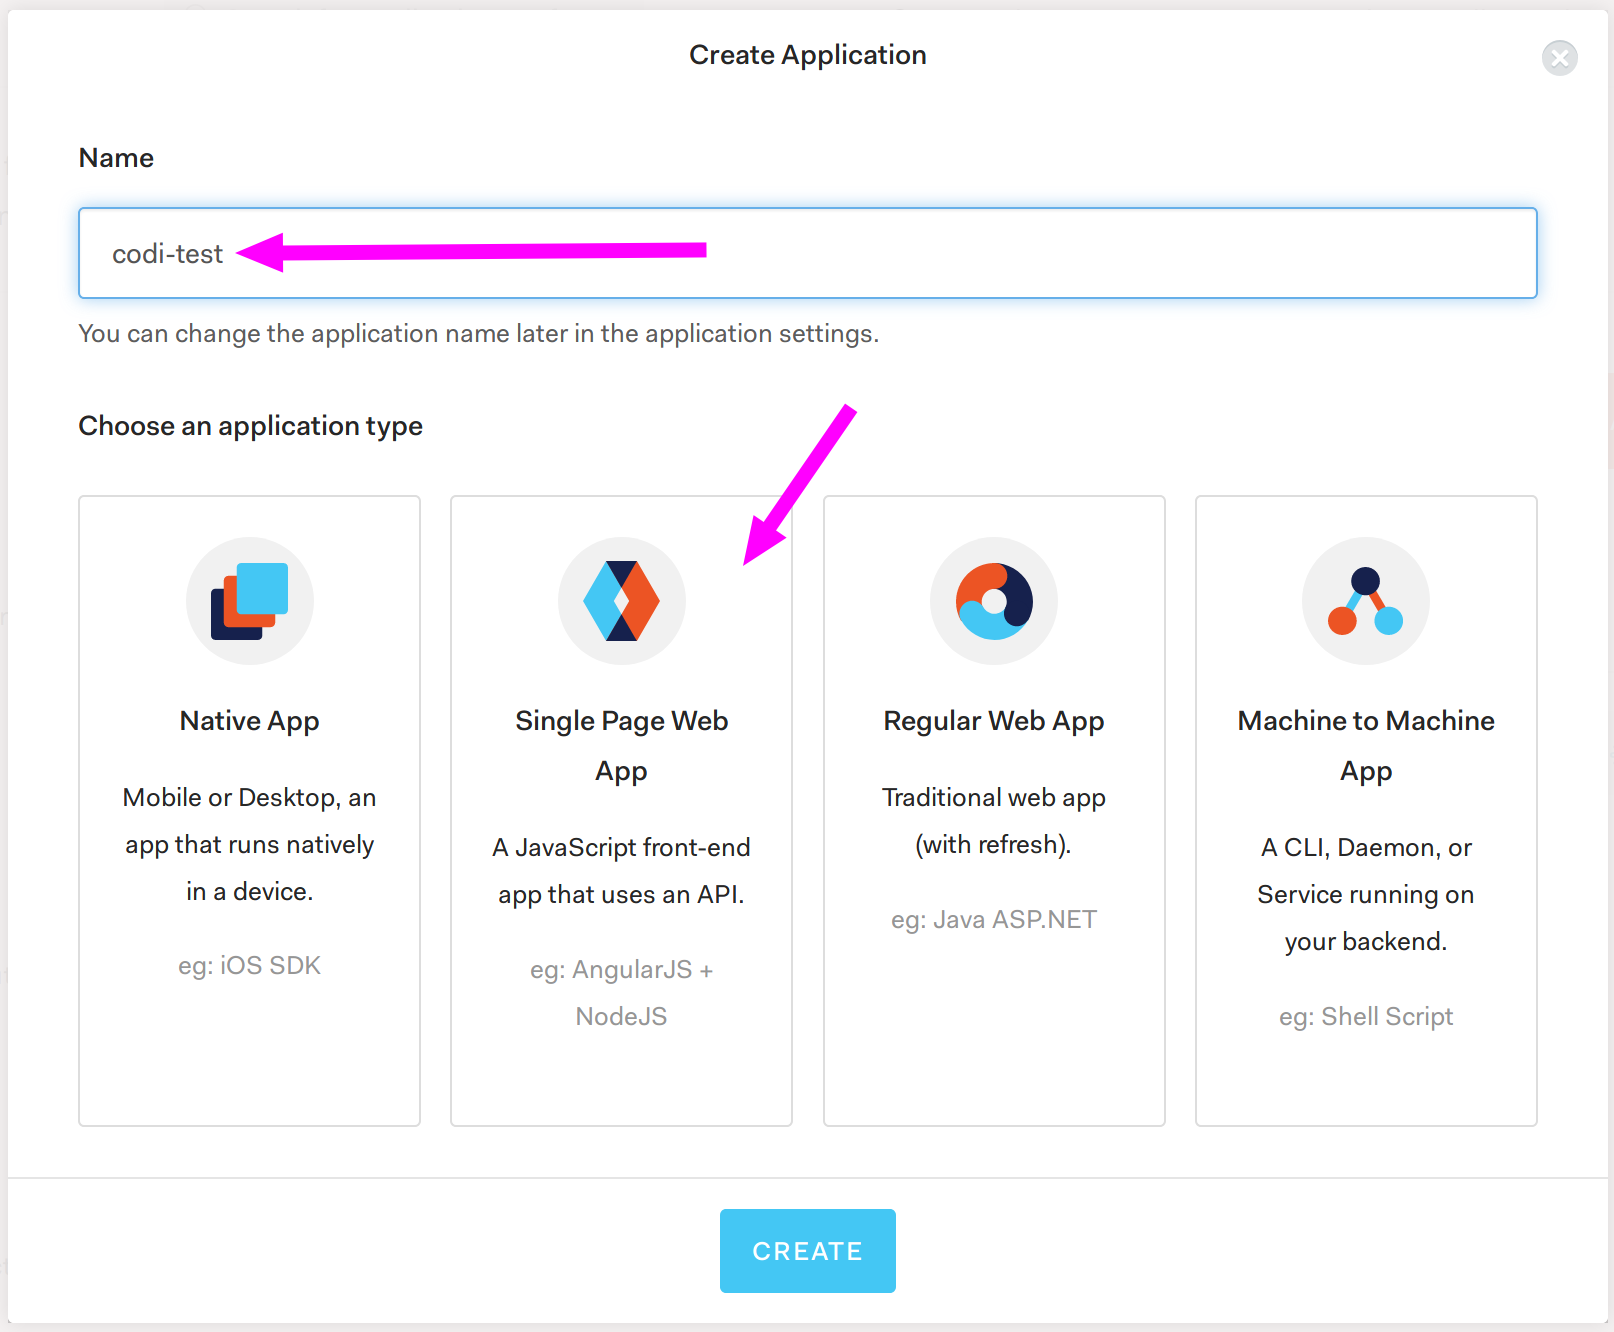 Create Application
Name
codi-test
You can change the application name later in the application settings.
Choose an application type
Native App
Mobile or Desktop, an
app that runs natively
in a device.
eg: iOS SDK
Single Page Web
App
A JavaScript front-end
app that uses an API.
eg: AngularJS +
NodeJS
Regular Web App
Traditional web app
(with refresh).
eg: Java ASP.NET
Machine to Machine
App
A CLI, Daemon, or
Service running on
your backend.
eg: Shell Script
CREATE